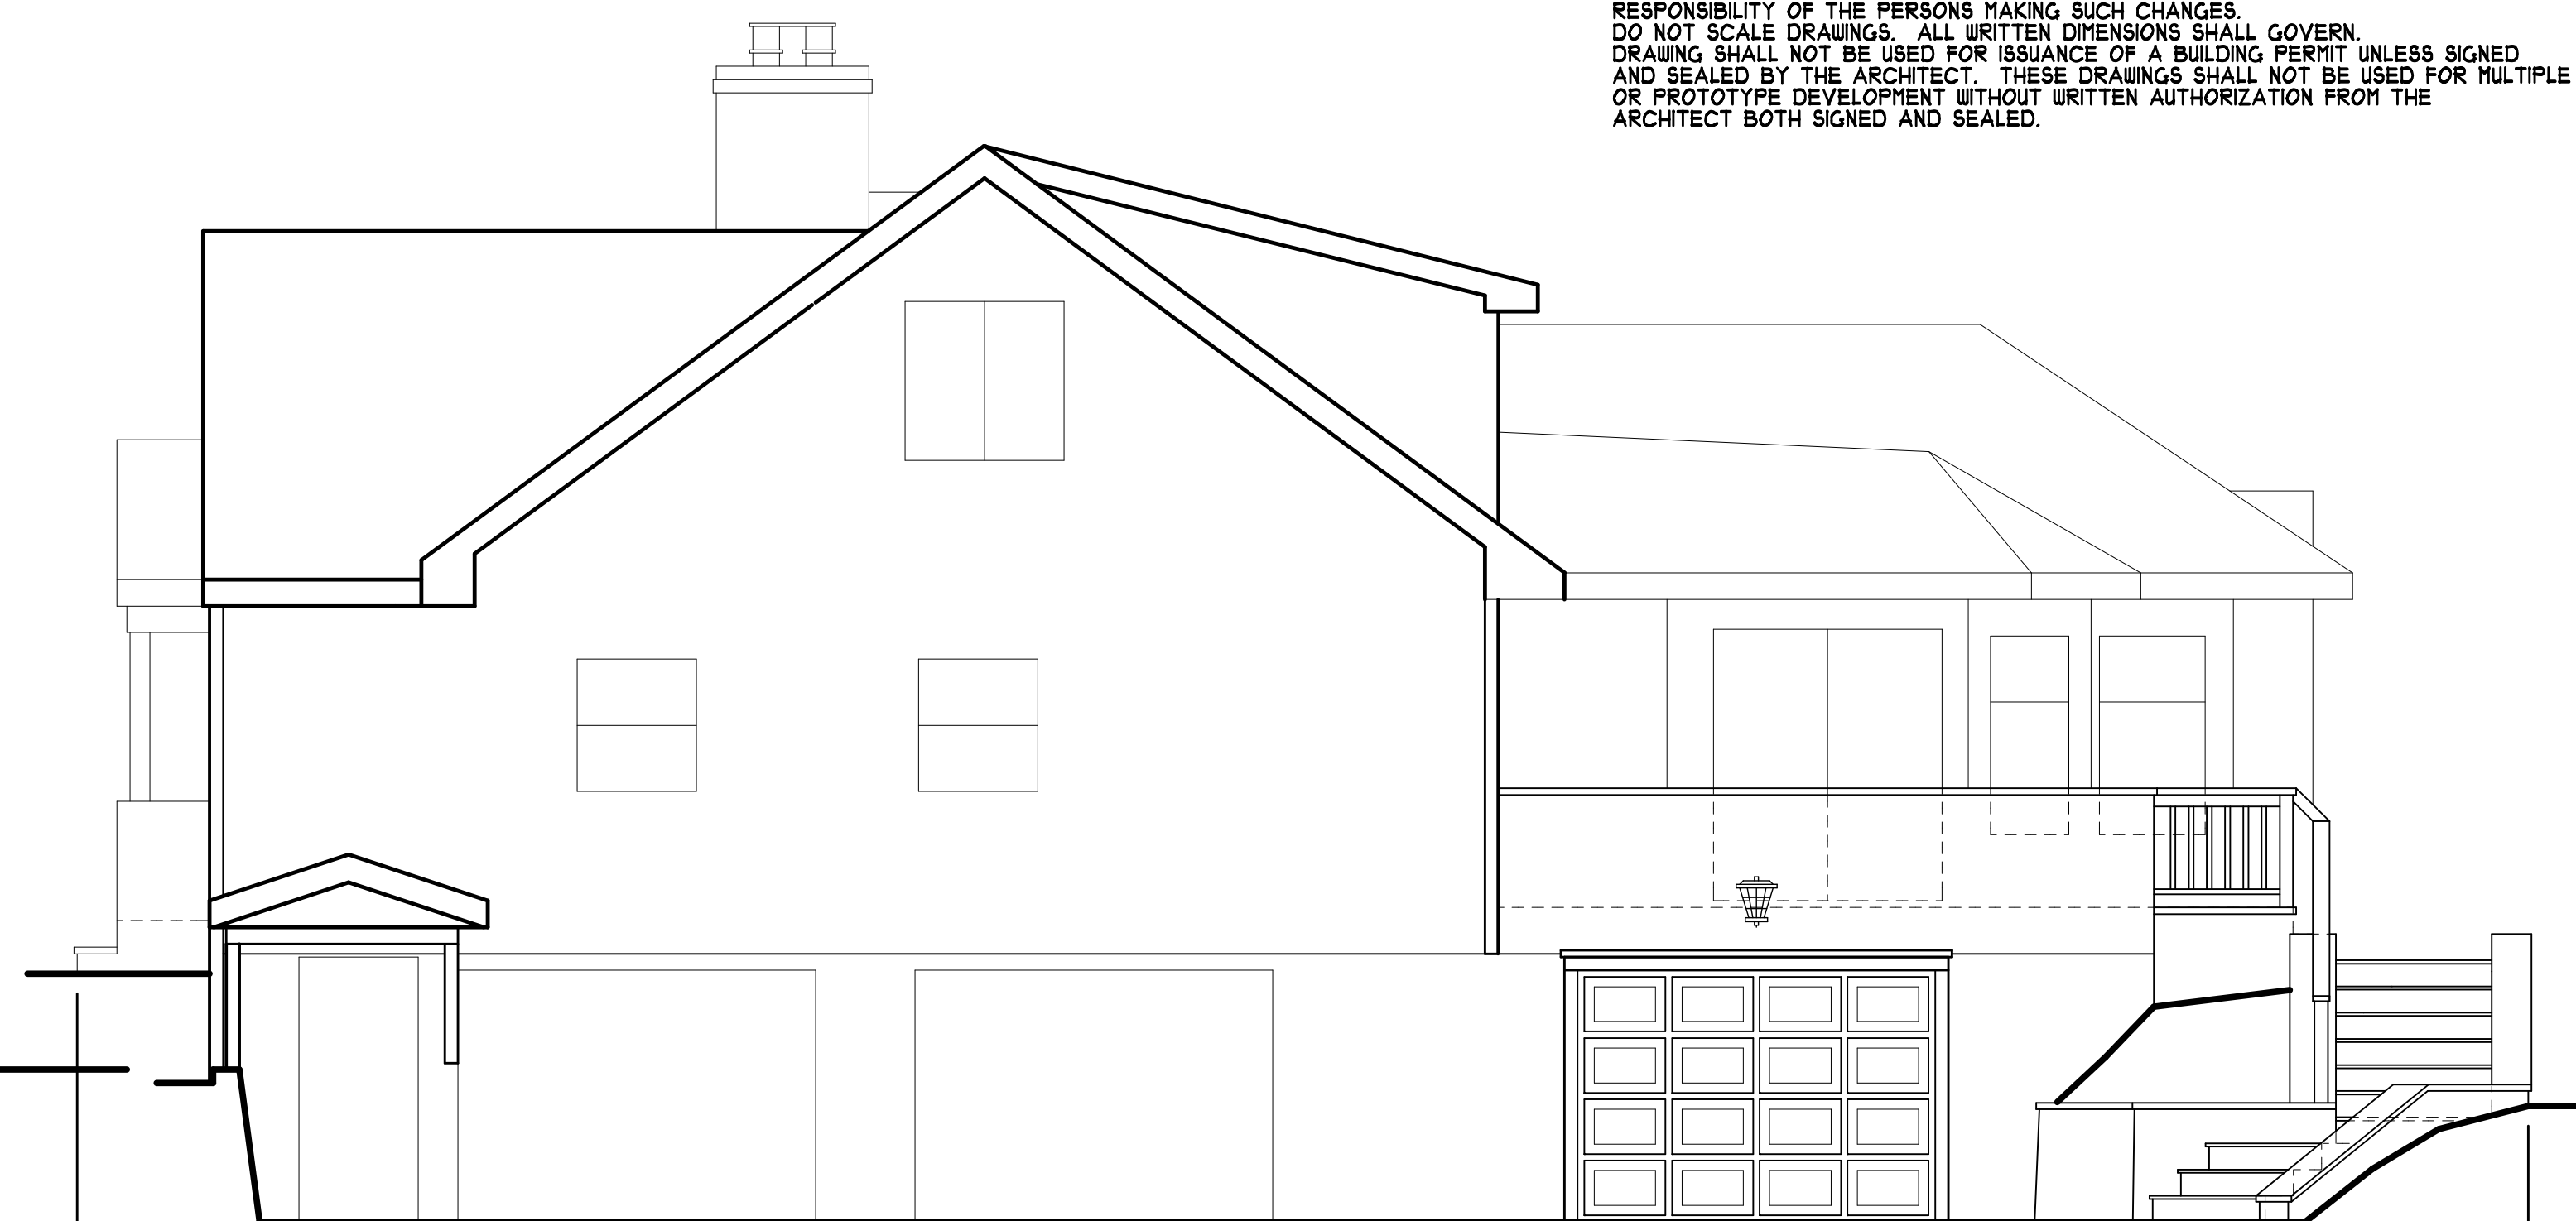 RESPONSIBILITY OF THE PERSONS MAKING SUCH CHANGES.
DO NOT SCALE DRAWINGS. ALL WRITTEN DIMENSIONS SHALL GOVERN.
DRAWING SHALL NOT BE USED FOR ISSUANCE OF A BUILDING PERMIT UNLESS SIGNED
AND SEALED BY THE ARCHITECT. THESE DRAWINGS SHALL NOT BE USED FOR MULTIPLE
OR PROTOTYPE DEVELOPMENT WITHOUT WRITTEN AUTHORIZATION FROM THE
ARCHITECT BOTH SIGNED AND SEALED.